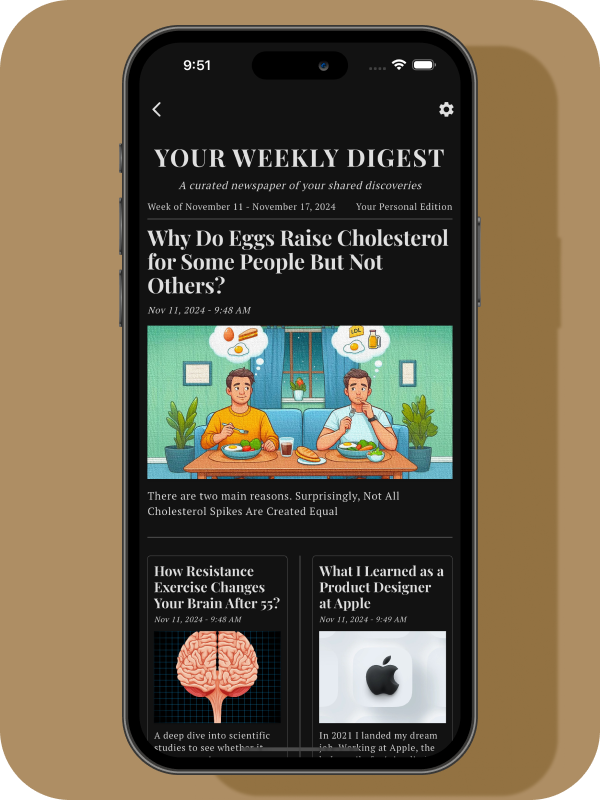 9:51
YOUR WEEKLY DIGEST
A curated newspaper of your shared discoveries
Week of November 11 - November 17, 2024 Your Personal Edition
Why Do Eggs Raise Cholesterol
for Some People But Not
Others?
Nov 11, 2024 - 9:48 AM
LDL
There are two main reasons. Surprisingly, Not All
Cholesterol Spikes Are Created Equal
How Resistance
Exercise Changes
Your Brain After 55?
Nov 11, 2024 - 9:48 AM
A deep dive into scientific
studies to see whether it
What I Learned as a
Product Designer
at Apple
Nov 11, 2024 - 9:49 AM
In 2021 I landed my dream
job. Working at Apple, the